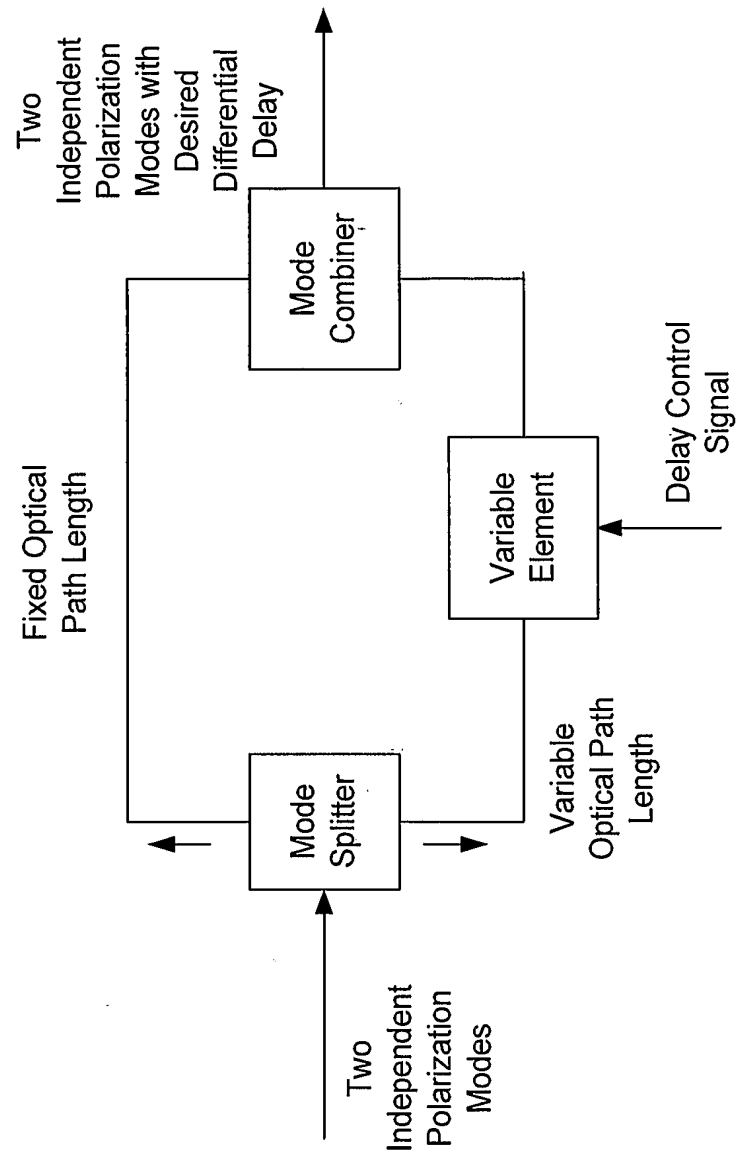 Two
Independent
Polarization
Modes
Mode
Splitter
Fixed Optical
Path Length
Variable
Optical Path
Length
Variable
Element
Delay Control
Signal
Mode
Combiner
Two
Independent
Polarization
Modes with
Desired
Differential
Delay